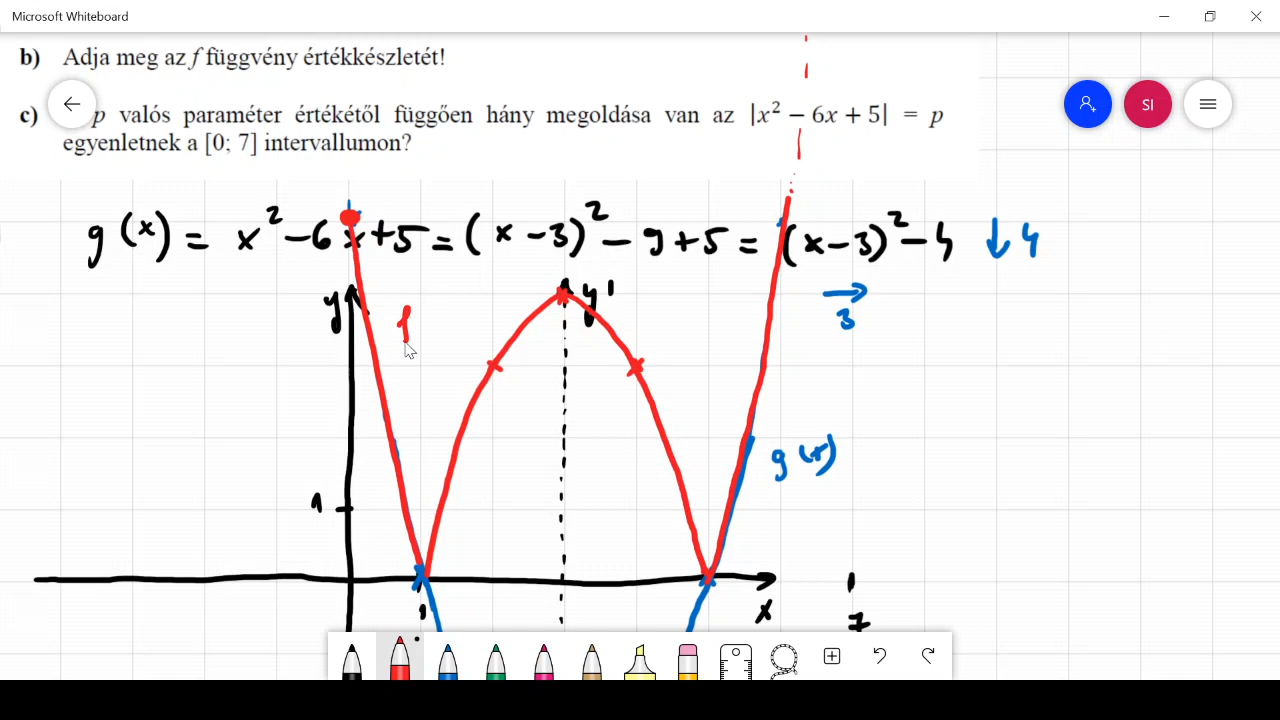 Microsoft Whiteboard
b) Adja meg az f függvény értékkészletét!
c) p valós paraméter értékétől függően hány megoldása van az |x² − 6x + 5| = p
egyenletnek a [0; 7] intervallumon?
SI
g(x) = x² − 6x + 5 = (x − 3)² − 9 + 5 = (x − 3)² − 4 ↓ 4
→
3
y y'
f
g(x)
1
x
1 7